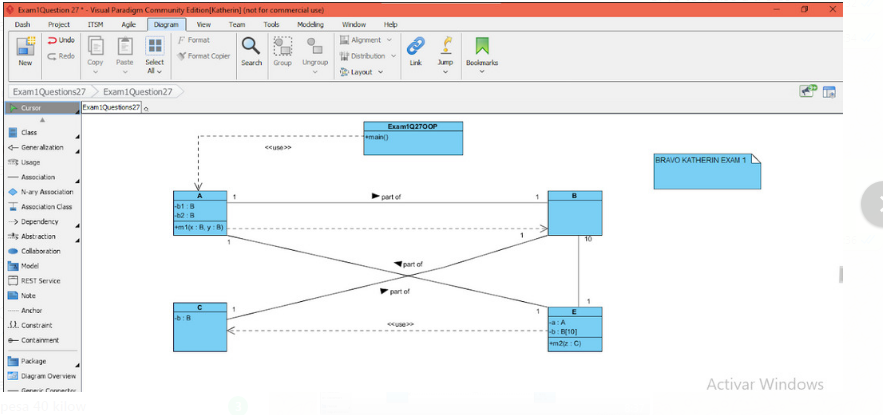 Exam1Question 27 * - Visual Paradigm Community Edition[Katherin] (not for commercial use)
Dash Project ITSM Agile Diagram View Team Tools Modeling Window Help
Undo
Redo
Format
Format Copier
Alignment
Distribution
Layout
New Copy Paste Select All Search Group Ungroup Link Jump Bookmarks
Exam1Questions27 Exam1Question27
Cursor
Exam1Questions27
Class
Generalization
Usage
Association
N-ary Association
Association Class
Dependency
Abstraction
Collaboration
Model
REST Service
Note
Anchor
Constraint
Containment
Package
Diagram Overview
Generic Connector
Exam1Q27OOP
+main()
<<use>>
BRAVO KATHERIN EXAM 1
A
-b1 : B
-b2 : B
+m1(x : B, y : B)
1
part of
1
B
1
1
10
part of
part of
C
-b : B
1
<<use>>
1
1
E
-a : A
-b : B[10]
+m2(z : C)
Activar Windows